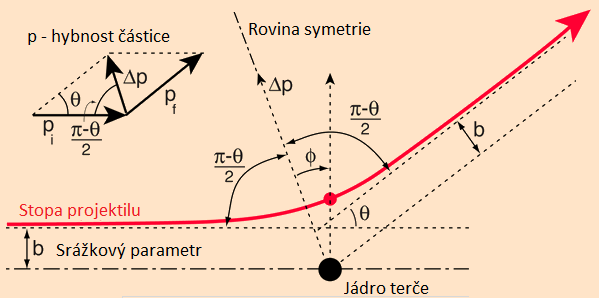 p - hybnost částice
Rovina symetrie
Δp
θ
p
i
π-θ
2
p
f
Δp
π-θ
2
π-θ
2
ϕ
b
θ
Stopa projektilu
b
Srážkový parametr
Jádro terče